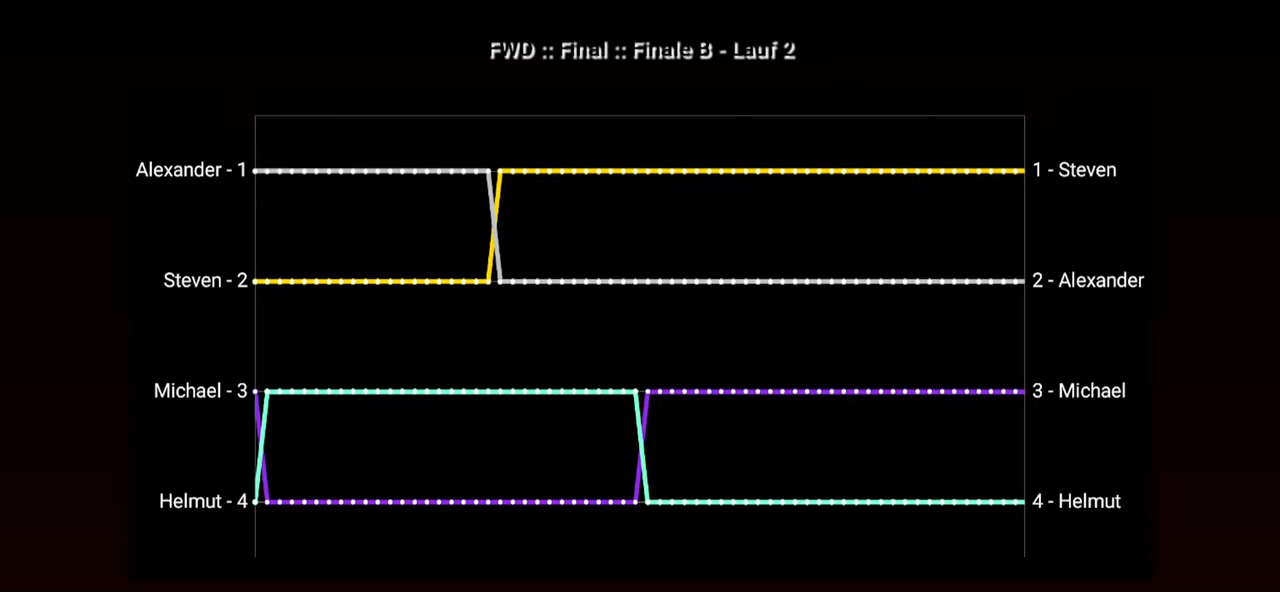 FWD :: Final :: Finale B - Lauf 2
Alexander - 1
1 - Steven
Steven - 2
2 - Alexander
Michael - 3
3 - Michael
Helmut - 4
4 - Helmut